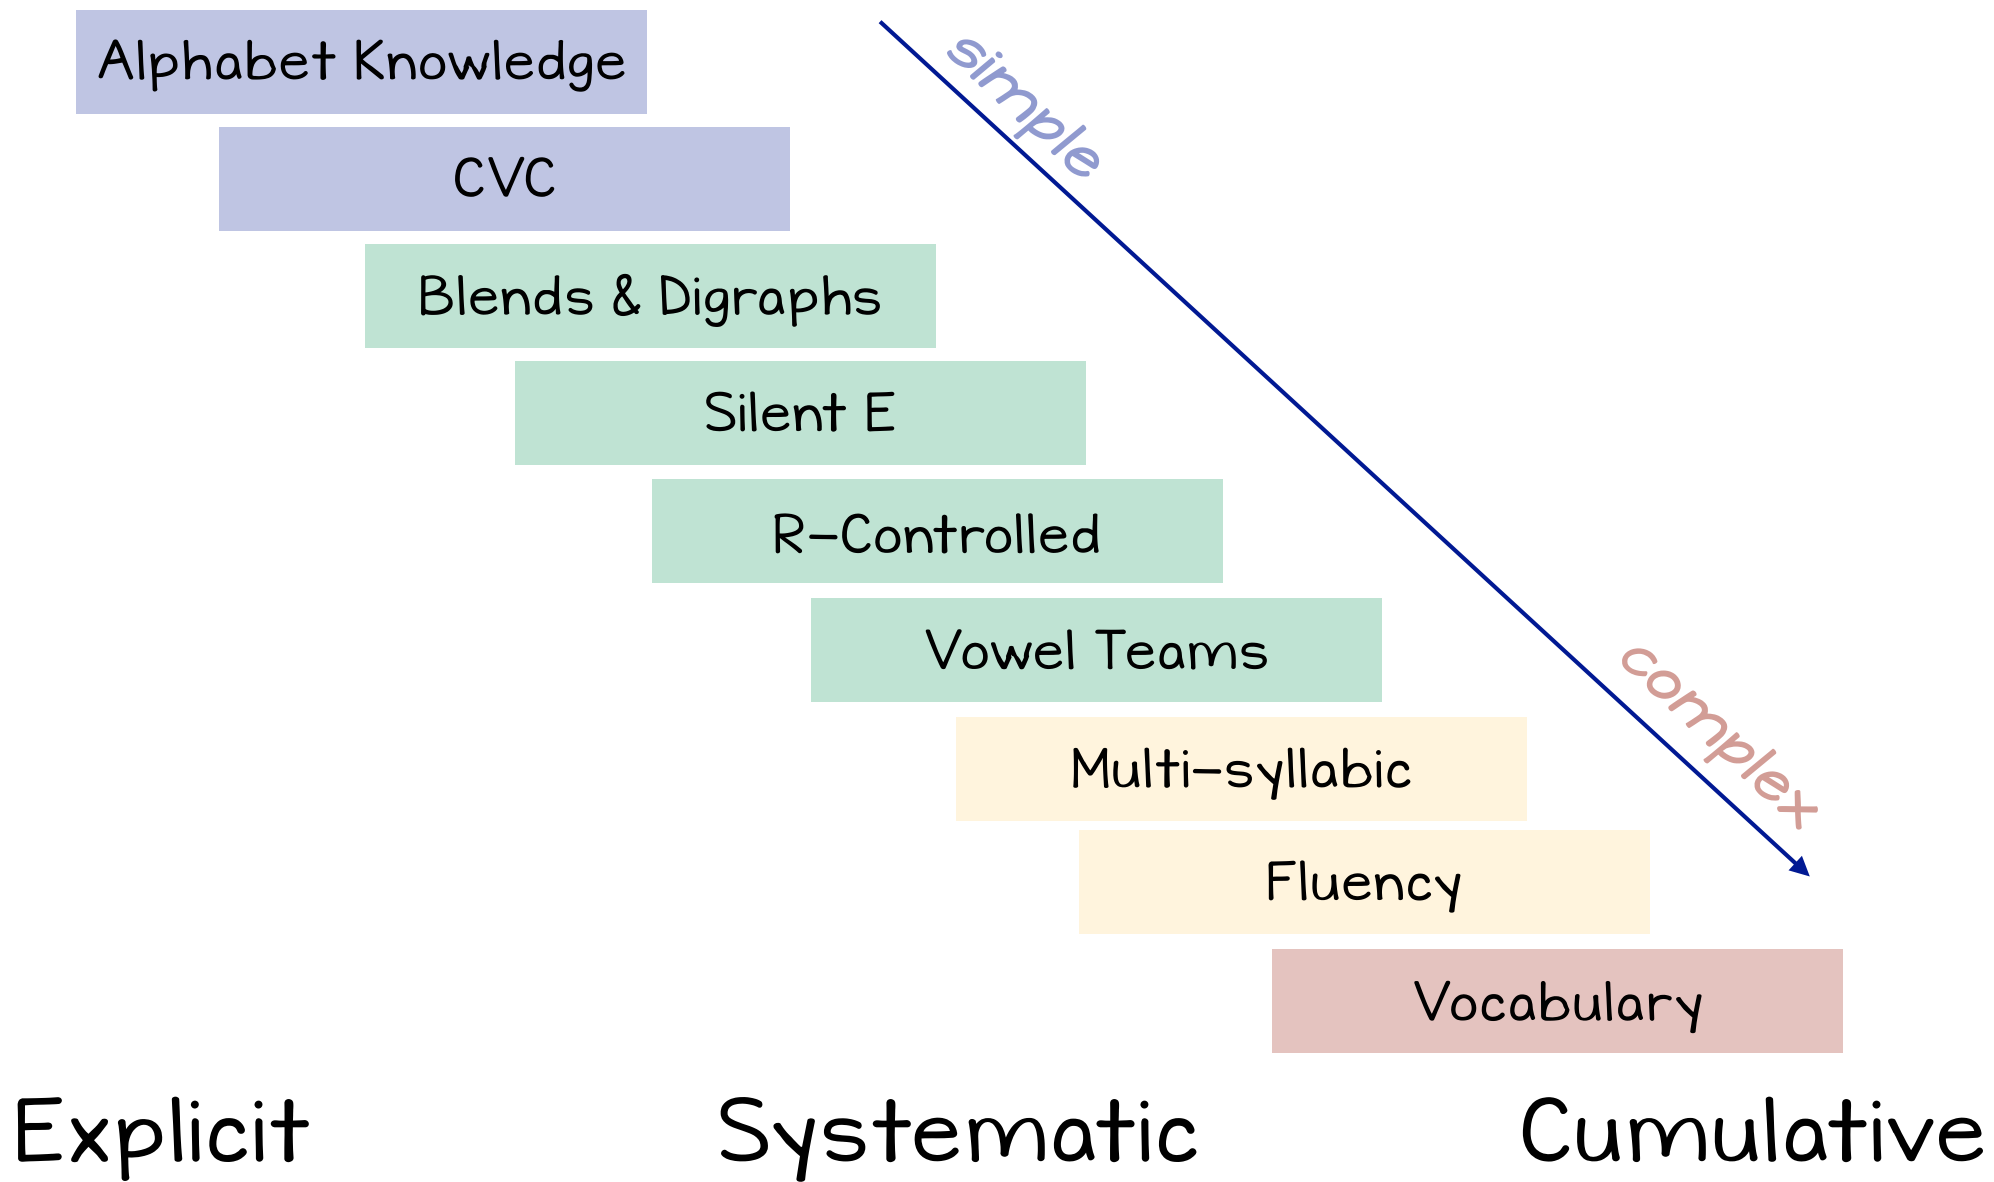 Alphabet Knowledge
simple
CVC
Blends & Digraphs
Silent E
R-Controlled
Vowel Teams
complex
Multi-syllabic
Fluency
Vocabulary
Explicit
Systematic
Cumulative